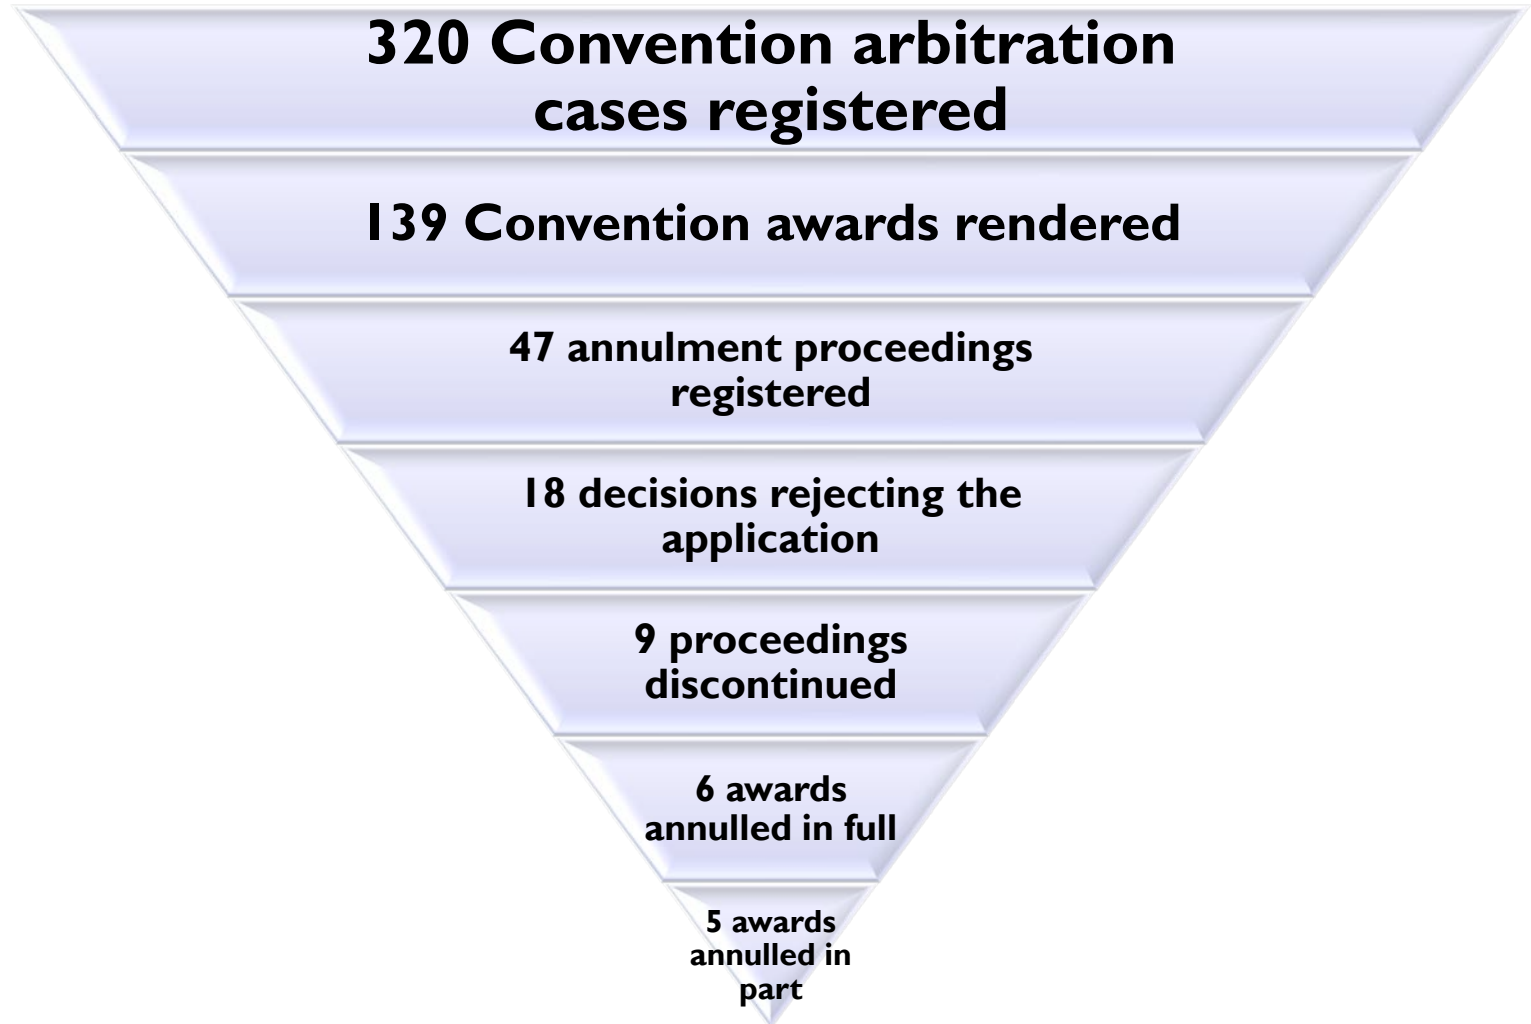 320 Convention arbitration
cases registered
139 Convention awards rendered
47 annulment proceedings
registered
18 decisions rejecting the
application
9 proceedings
discontinued
6 awards
annulled in full
5 awards
annulled in
part